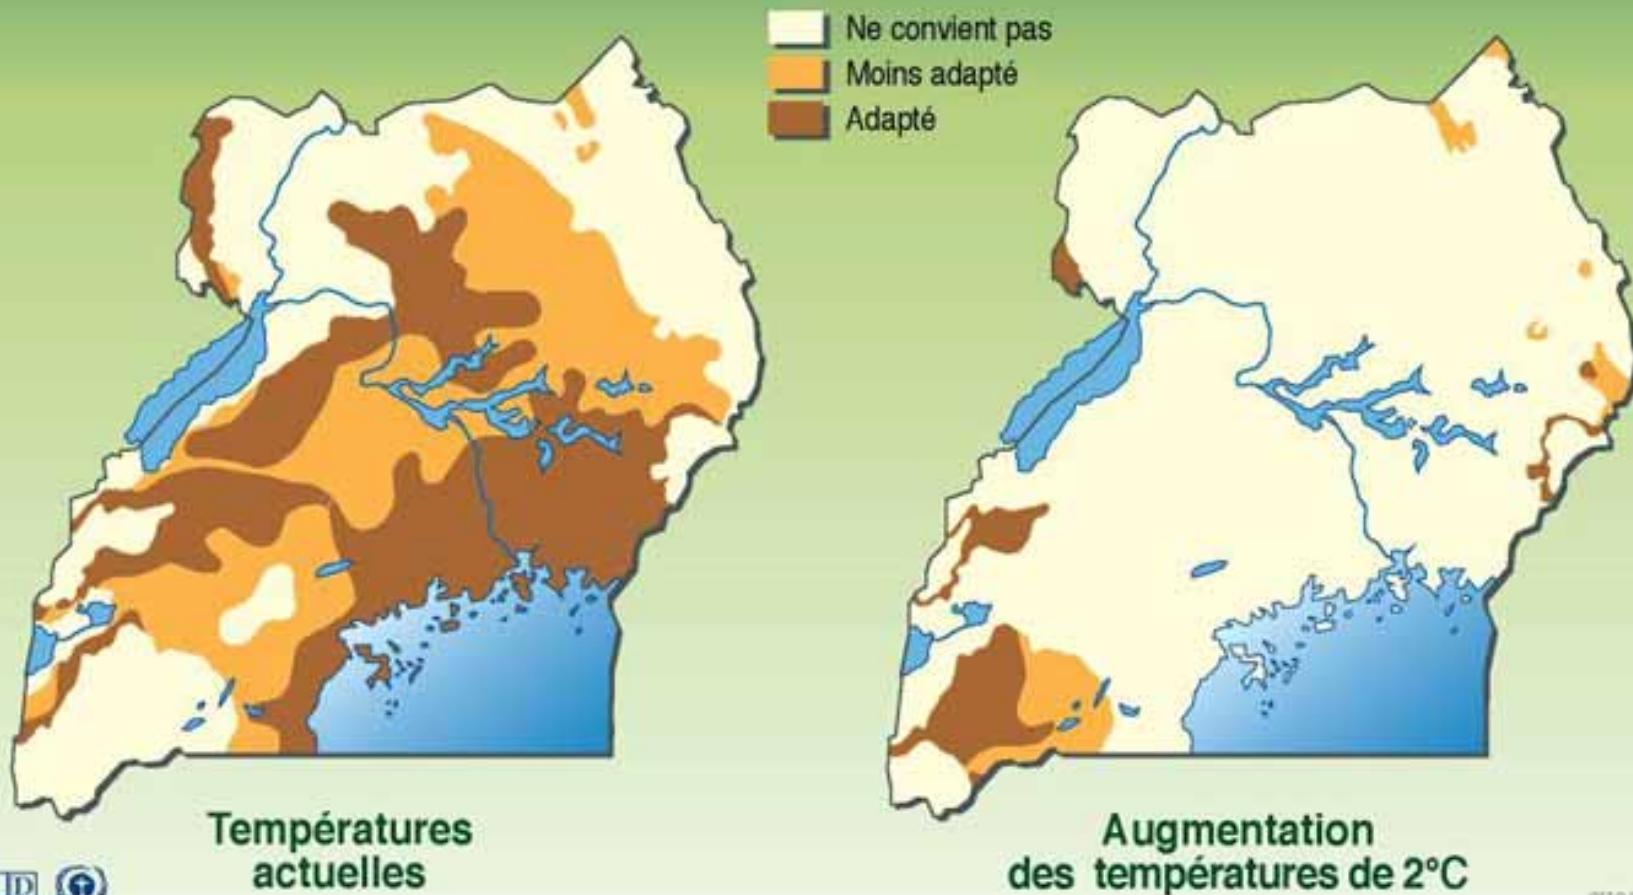 Ne convient pas
Moins adapté
Adapté
Températures
actuelles
Augmentation
des températures de 2°C